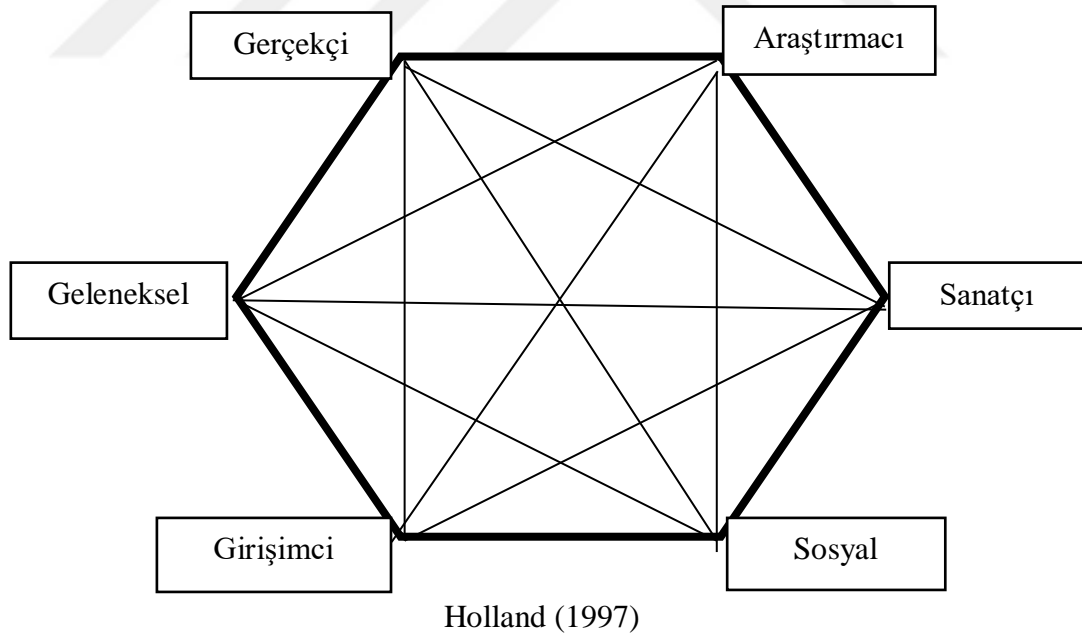 Gerçekçi
Araştırmacı
Geleneksel
Sanatçı
Girişimci
Sosyal
Holland (1997)